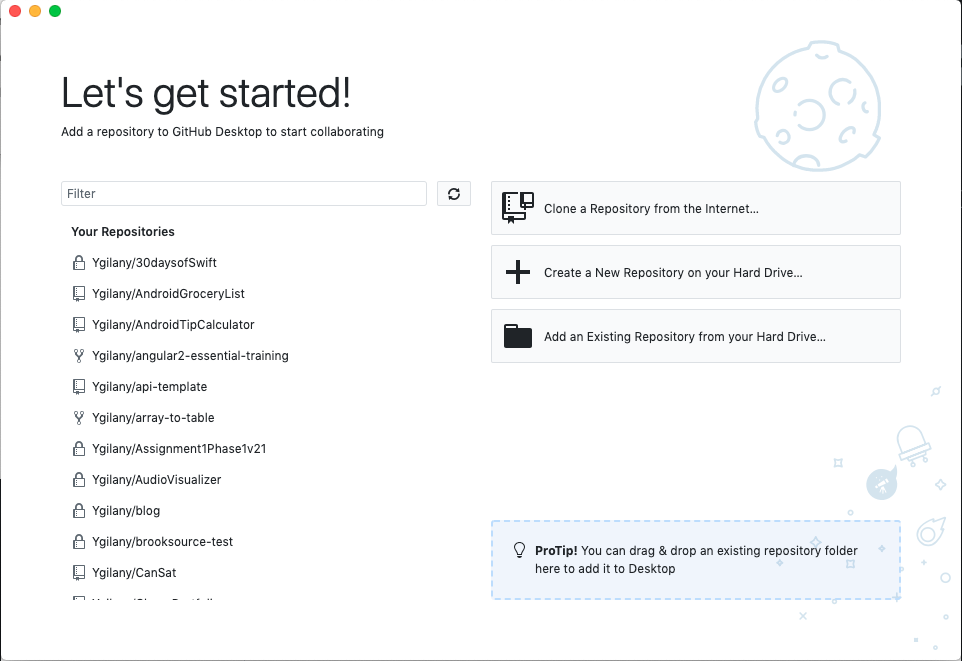 Let's get started!
Add a repository to GitHub Desktop to start collaborating
Filter
Your Repositories
Ygilany/30daysofSwift
Ygilany/AndroidGroceryList
Ygilany/AndroidTipCalculator
Ygilany/angular2-essential-training
Ygilany/api-template
Ygilany/array-to-table
Ygilany/Assignment1Phase1v21
Ygilany/AudioVisualizer
Ygilany/blog
Ygilany/brooksource-test
Ygilany/CanSat
Clone a Repository from the Internet...
Create a New Repository on your Hard Drive...
Add an Existing Repository from your Hard Drive...
ProTip! You can drag & drop an existing repository folder
here to add it to Desktop